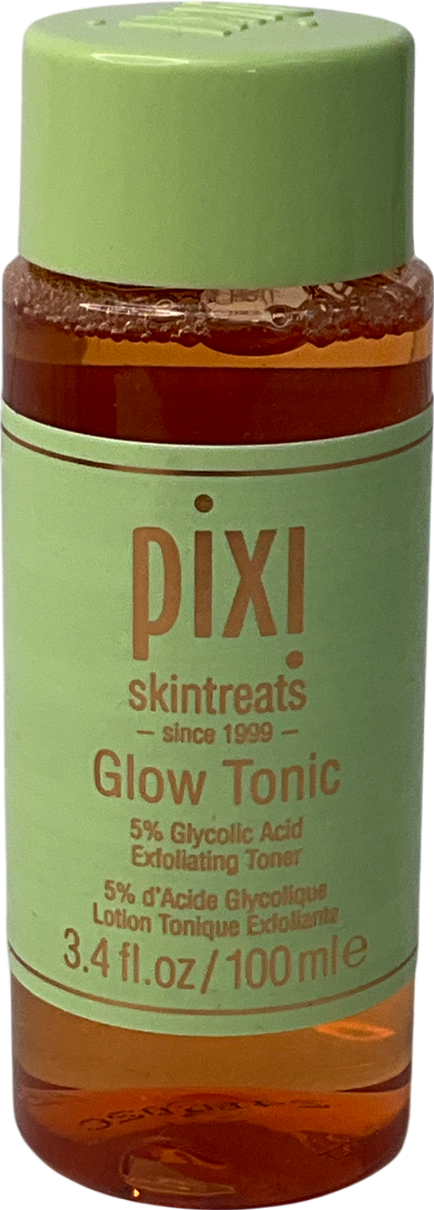 pixi
skintreats
– since 1999 –
Glow Tonic
5% Glycolic Acid
Exfoliating Toner
5% d'Acide Glycolique
Lotion Tonique Exfoliante
3.4 fl.oz/100ml℮